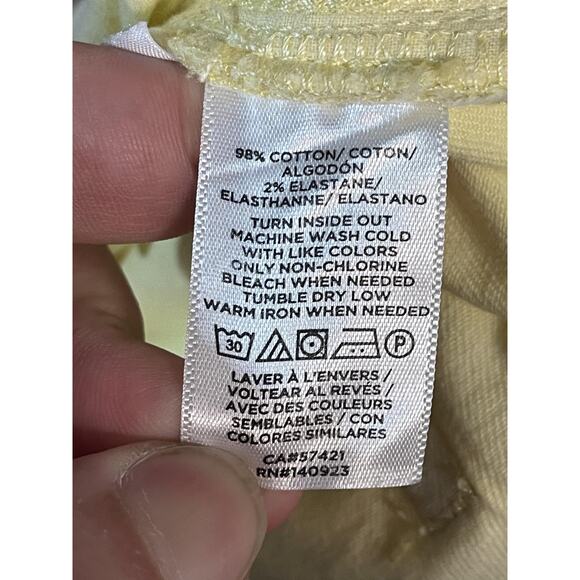 98% COTTON/ COTON/
ALGODÓN
2% ELASTANE/
ELASTHANNE/ ELASTANO
TURN INSIDE OUT
MACHINE WASH COLD
WITH LIKE COLORS
ONLY NON-CHLORINE
BLEACH WHEN NEEDED
TUMBLE DRY LOW
WARM IRON WHEN NEEDED
30 P
LAVER À L'ENVERS /
VOLTEAR AL REVÉS /
AVEC DES COULEURS
SEMBLABLES / CON
COLORES SIMILARES
CA#57421
RN#140923